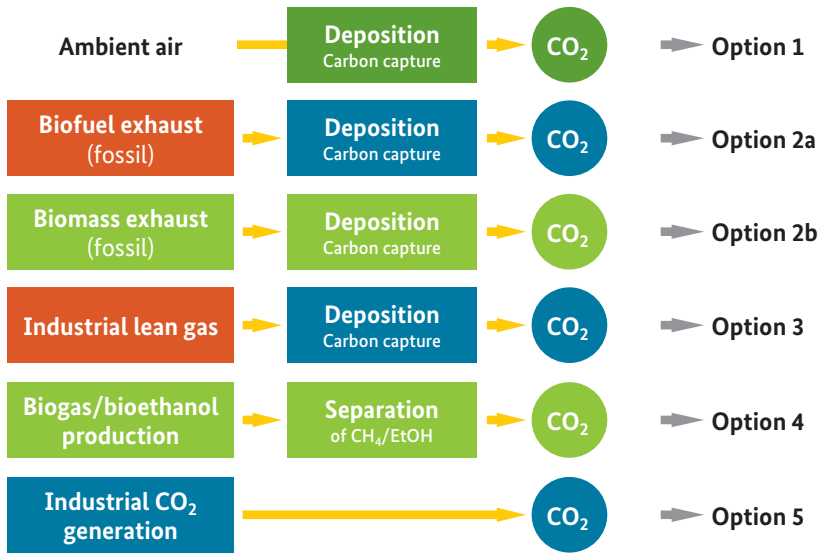 Ambient air
Deposition
Carbon capture
CO₂
Option 1
Biofuel exhaust
(fossil)
Deposition
Carbon capture
CO₂
Option 2a
Biomass exhaust
(fossil)
Deposition
Carbon capture
CO₂
Option 2b
Industrial lean gas
Deposition
Carbon capture
CO₂
Option 3
Biogas/bioethanol
production
Separation
of CH₄/EtOH
CO₂
Option 4
Industrial CO₂
generation
CO₂
Option 5